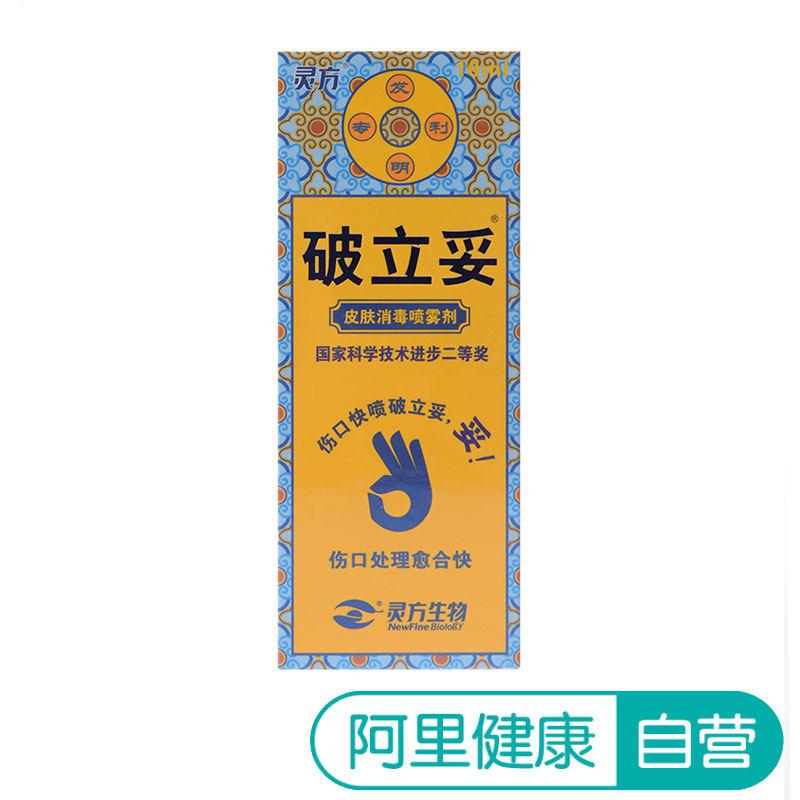 灵方®
10ml
发
专 利
明
破立妥®
皮肤消毒喷雾剂
国家科学技术进步二等奖
伤口快喷破立妥，妥！
伤口处理愈合快
®灵方生物
NewFine Biology
阿里健康 自营